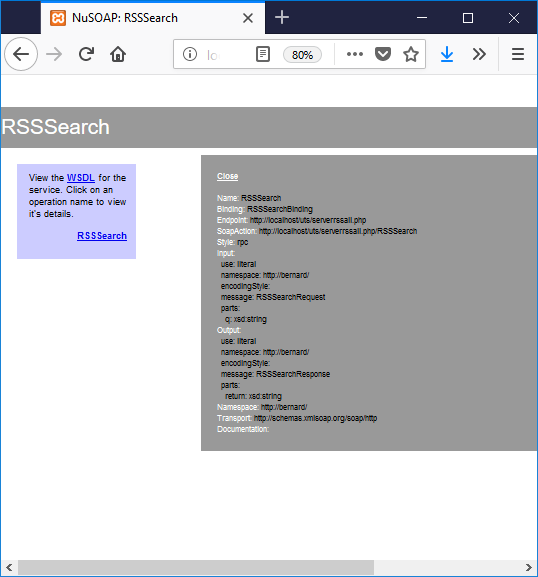 NuSOAP: RSSSearch
80%
RSSSearch
View the WSDL for the
service. Click on an
operation name to view
it's details.
RSSSearch
Close
Name: RSSSearch
Binding: RSSSearchBinding
Endpoint: http://localhost/uts/serverrssall.php
SoapAction: http://localhost/uts/serverrssall.php/RSSSearch
Style: rpc
Input:
use: literal
namespace: http://bernard/
encodingStyle:
message: RSSSearchRequest
parts:
q: xsd:string
Output:
use: literal
namespace: http://bernard/
encodingStyle:
message: RSSSearchResponse
parts:
return: xsd:string
Namespace: http://bernard/
Transport: http://schemas.xmlsoap.org/soap/http
Documentation: